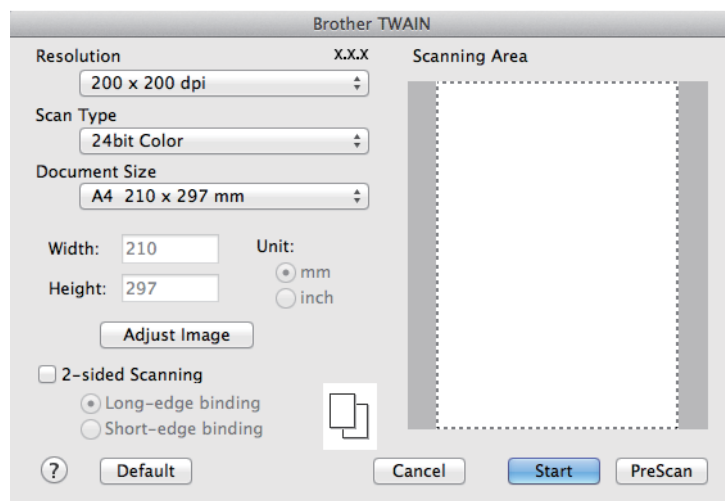 Brother TWAIN
Resolution X.X.X
200 x 200 dpi
Scan Type
24bit Color
Document Size
A4 210 x 297 mm
Width: 210
Height: 297
Unit:
mm
inch
Adjust Image
2-sided Scanning
Long-edge binding
Short-edge binding
? Default
Scanning Area
Cancel Start PreScan